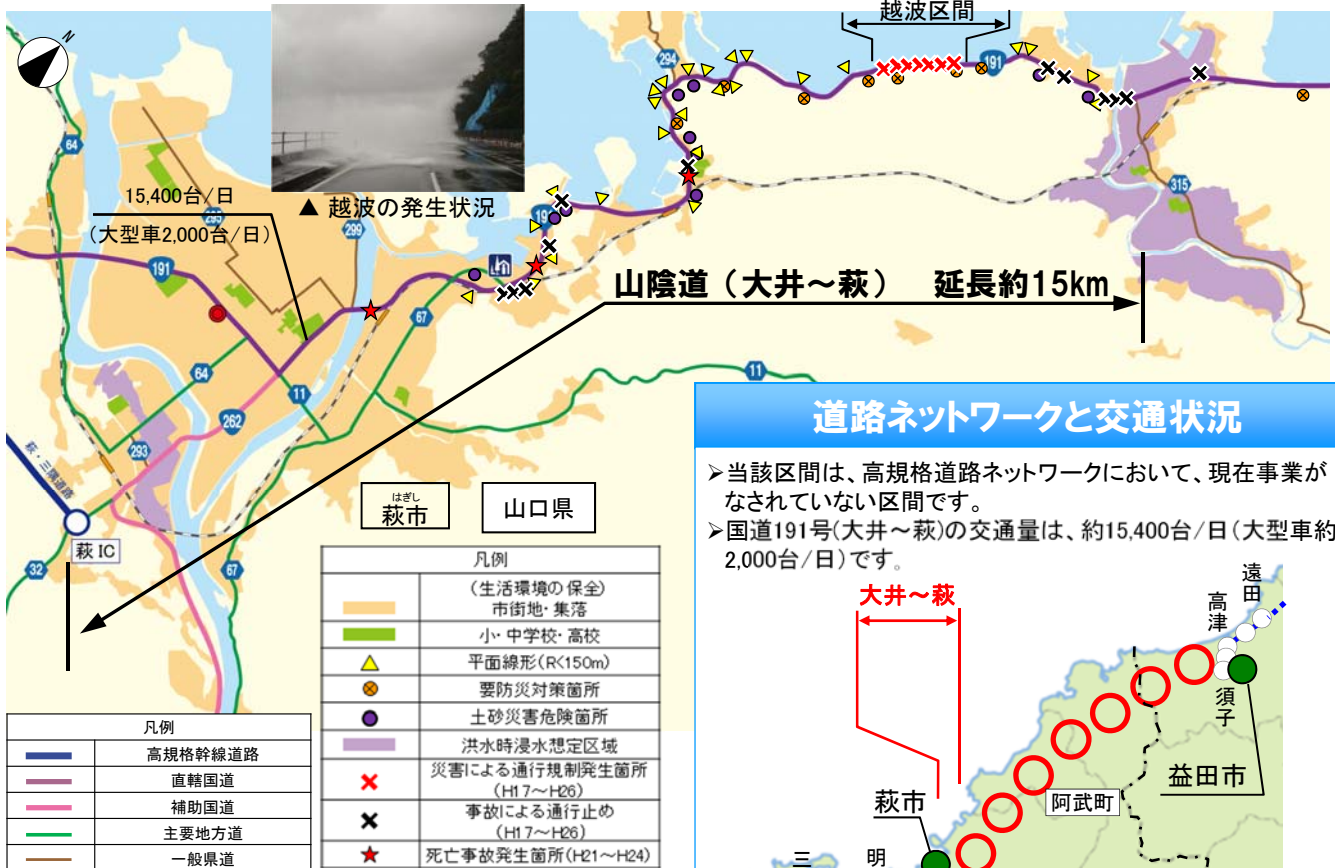 越波区間
N
294
191
64
15,400台/日
(大型車2,000台/日)
295
▲ 越波の発生状況
299
191
315
山陰道（大井～萩）　延長約15km
191
67
64
11
11
262
293
萩・三隅道路
萩 IC
32
67
はぎし
萩市
山口県
道路ネットワークと交通状況
➢当該区間は、高規格道路ネットワークにおいて、現在事業が
なされていない区間です。
➢国道191号(大井～萩)の交通量は、約15,400台/日(大型車約
2,000台/日)です。
凡例
(生活環境の保全)
市街地・集落
小・中学校・高校
平面線形(R<150m)
要防災対策箇所
土砂災害危険箇所
洪水時浸水想定区域
災害による通行規制発生箇所
(H17～H26)
事故による通行止め
(H17～H26)
死亡事故発生箇所(H21～H24)
凡例
高規格幹線道路
直轄国道
補助国道
主要地方道
一般県道
大井～萩
遠田
高津
須子
益田市
阿武町
萩市
三
明